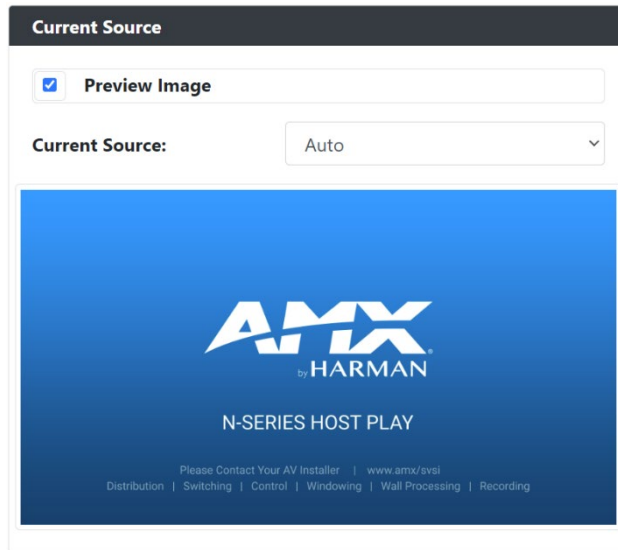 Current Source
Preview Image
Current Source: Auto
AMX
by HARMAN
N-SERIES HOST PLAY
Please Contact Your AV Installer | www.amx/svsi
Distribution | Switching | Control | Windowing | Wall Processing | Recording